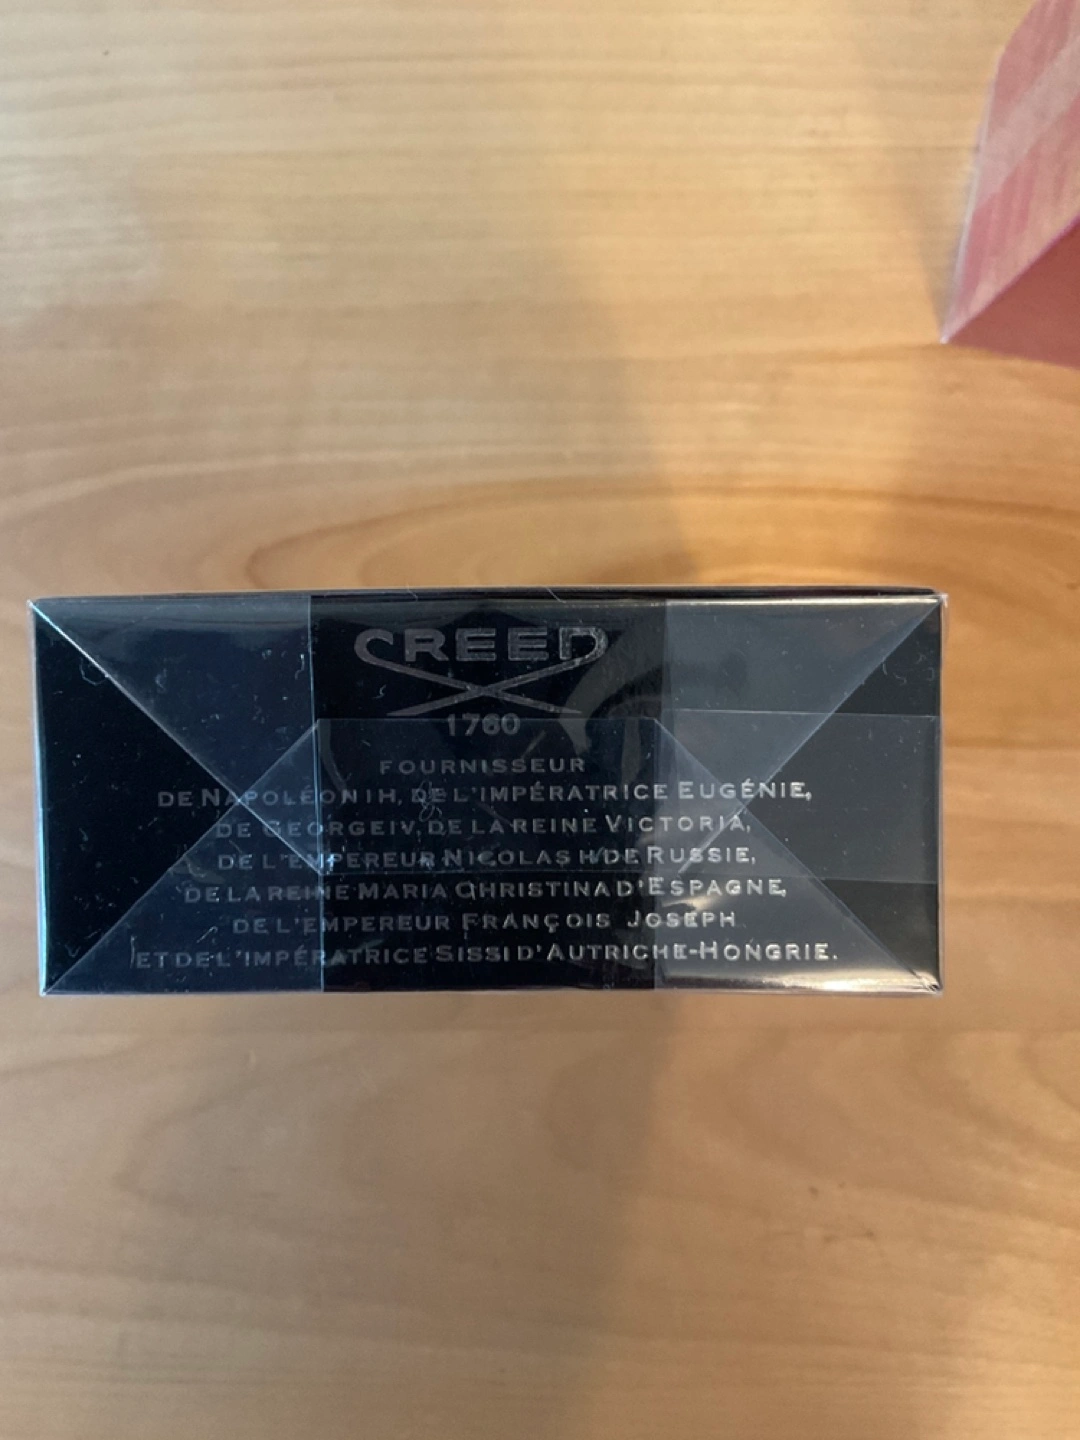 CREED
1760
FOURNISSEUR
DE NAPOLÉON III, DE L'IMPÉRATRICE EUGÉNIE,
DE GEORGE IV, DE LA REINE VICTORIA,
DE L'EMPEREUR NICOLAS II DE RUSSIE,
DE LA REINE MARIA CHRISTINA D'ESPAGNE,
DE L'EMPEREUR FRANÇOIS JOSEPH
ET DE L'IMPÉRATRICE SISSI D'AUTRICHE-HONGRIE.